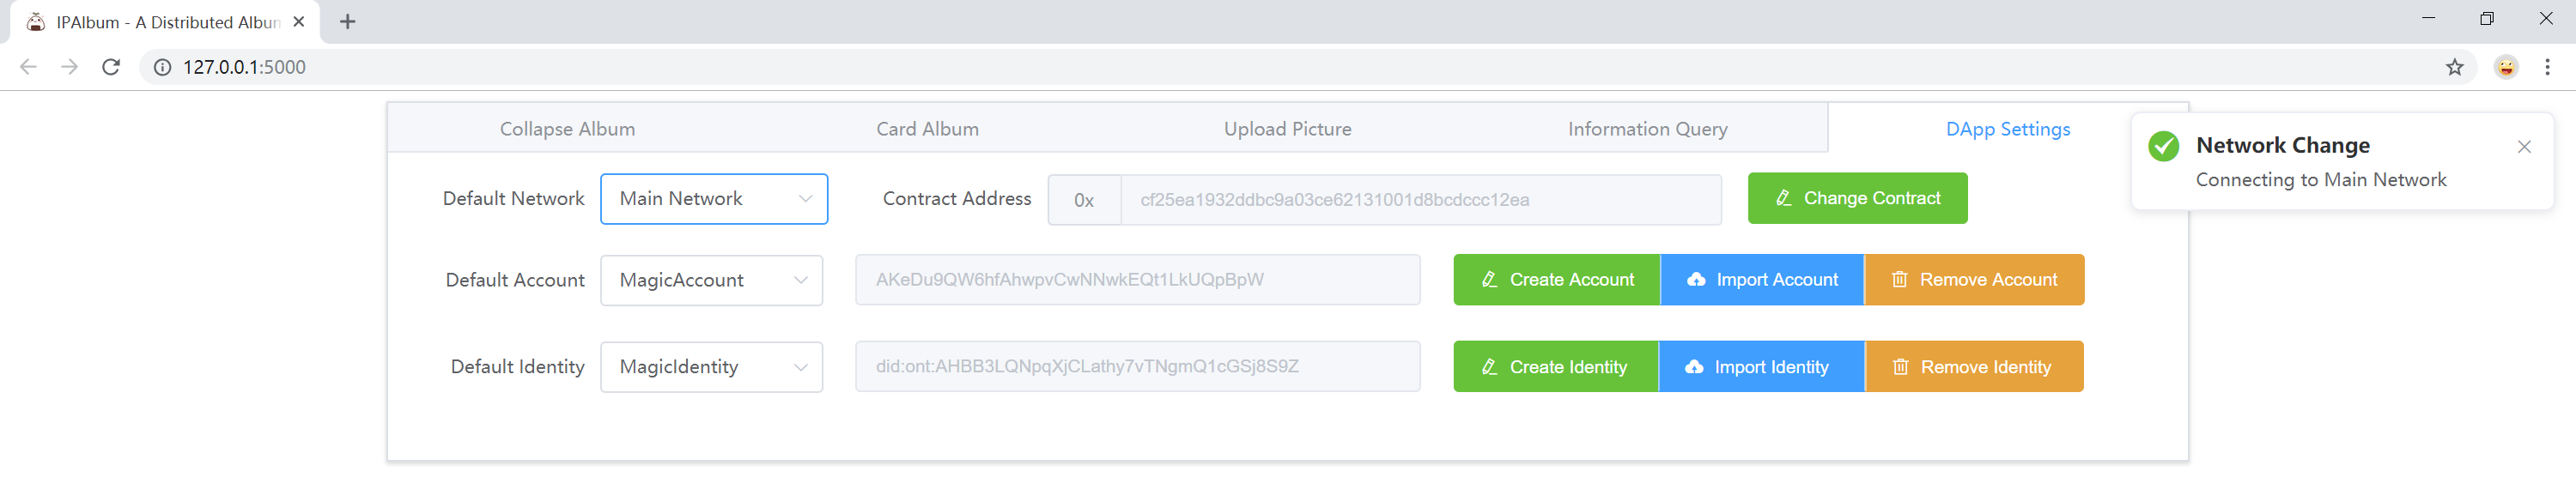 IPAlbum - A Distributed Album
127.0.0.1:5000
Collapse Album Card Album Upload Picture Information Query DApp Settings
Network Change
Connecting to Main Network
Default Network Main Network Contract Address 0x cf25ea1932ddbc9a03ce62131001d8bcdccc12ea Change Contract
Default Account MagicAccount AKeDu9QW6hfAhwpvCwNNwkEQt1LkUQpBpW Create Account Import Account Remove Account
Default Identity MagicIdentity did:ont:AHBB3LQNpqXjCLathy7vTNgmQ1cGSj8S9Z Create Identity Import Identity Remove Identity